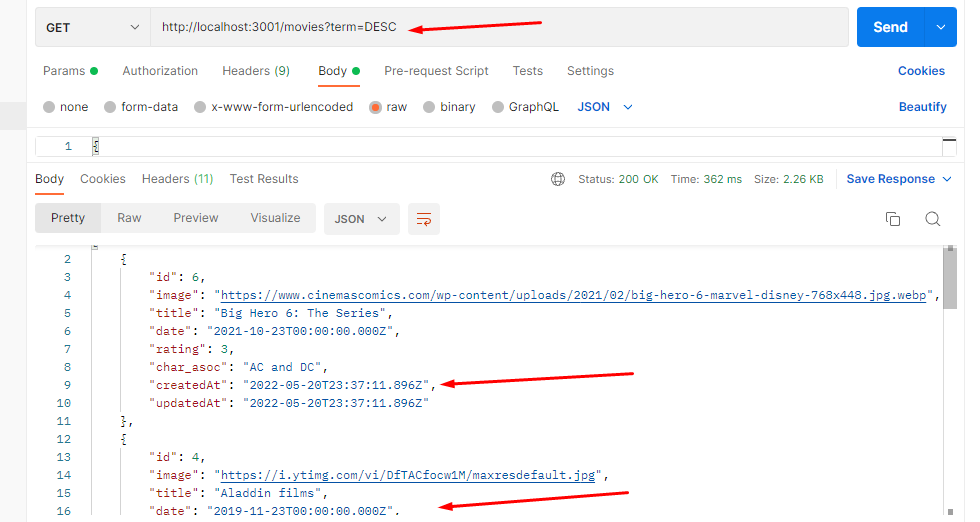 GET http://localhost:3001/movies?term=DESC Send
Params Authorization Headers (9) Body Pre-request Script Tests Settings Cookies
none form-data x-www-form-urlencoded raw binary GraphQL JSON Beautify
1 {
Body Cookies Headers (11) Test Results Status: 200 OK Time: 362 ms Size: 2.26 KB Save Response
Pretty Raw Preview Visualize JSON
2 {
3 "id": 6,
4 "image": "https://www.cinemascomics.com/wp-content/uploads/2021/02/big-hero-6-marvel-disney-768x448.jpg.webp",
5 "title": "Big Hero 6: The Series",
6 "date": "2021-10-23T00:00:00.000Z",
7 "rating": 3,
8 "char_asoc": "AC and DC",
9 "createdAt": "2022-05-20T23:37:11.896Z",
10 "updatedAt": "2022-05-20T23:37:11.896Z"
11 },
12 {
13 "id": 4,
14 "image": "https://i.ytimg.com/vi/DfTACfocw1M/maxresdefault.jpg",
15 "title": "Aladdin films",
16 "date": "2019-11-23T00:00:00.000Z",